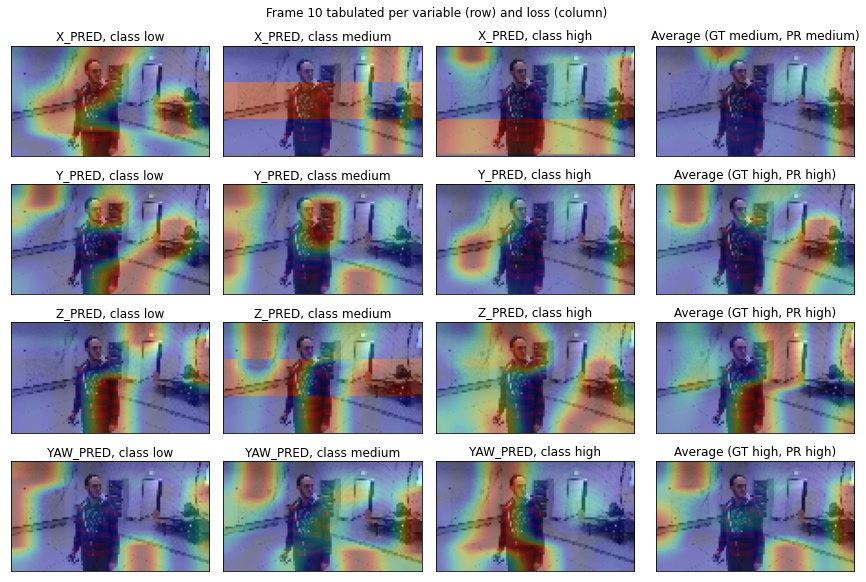 Frame 10 tabulated per variable (row) and loss (column)
X_PRED, class low
X_PRED, class medium
X_PRED, class high
Average (GT medium, PR medium)
Y_PRED, class low
Y_PRED, class medium
Y_PRED, class high
Average (GT high, PR high)
Z_PRED, class low
Z_PRED, class medium
Z_PRED, class high
Average (GT high, PR high)
YAW_PRED, class low
YAW_PRED, class medium
YAW_PRED, class high
Average (GT high, PR high)